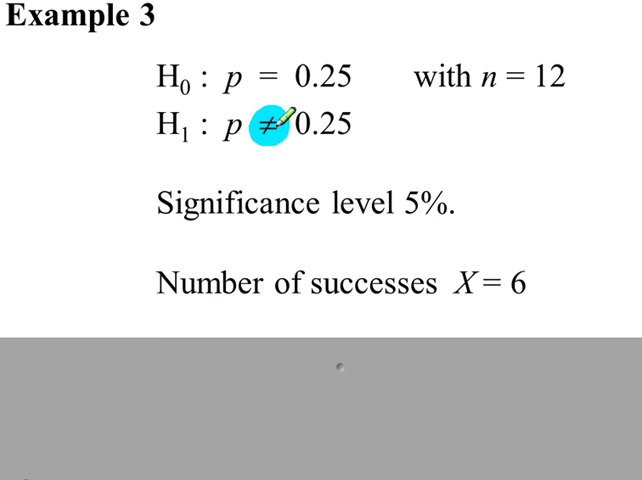 Example 3
H₀ : p = 0.25 with n = 12
H₁ : p ≠ 0.25
Significance level 5%.
Number of successes X = 6